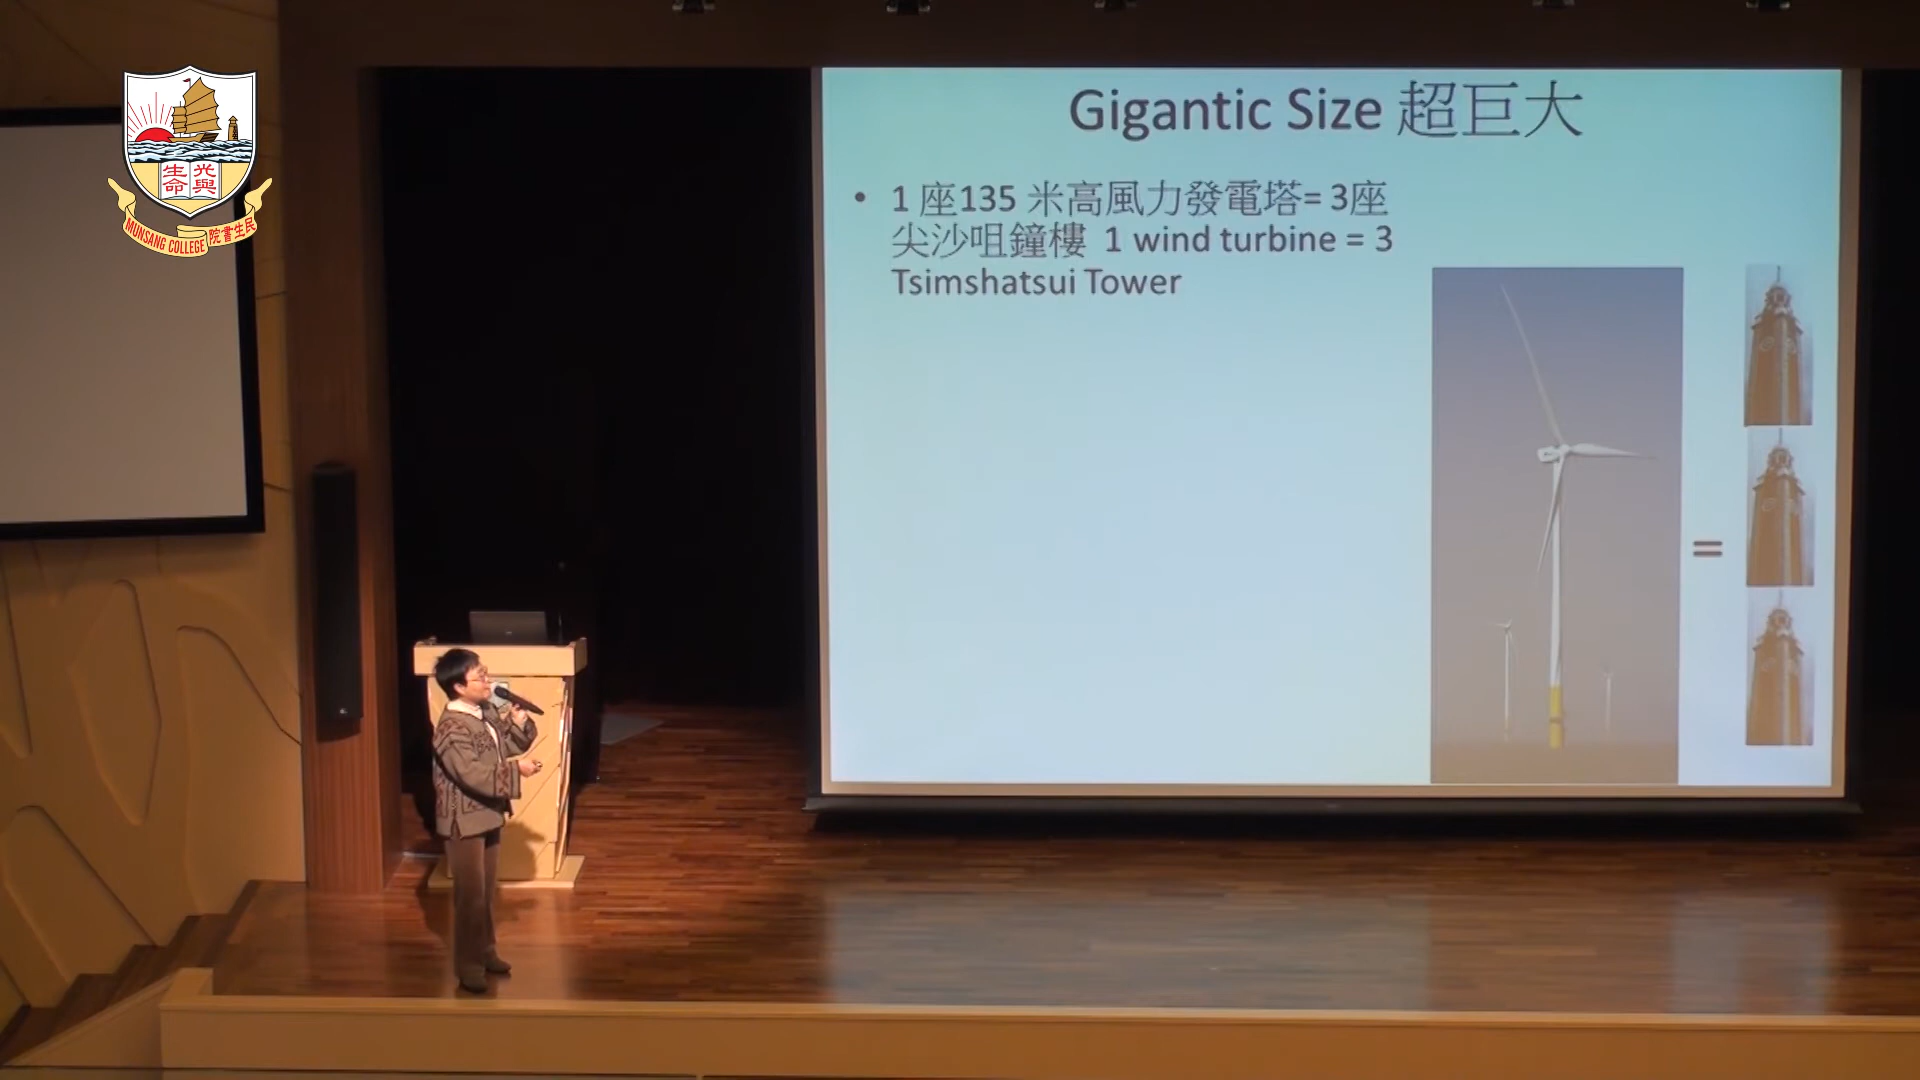 Gigantic Size 超巨大
• 1 座135 米高風力發電塔= 3座
尖沙咀鐘樓 1 wind turbine = 3
Tsimshatsui Tower
=
生命 光與
MUNSANG COLLEGE 院書生民